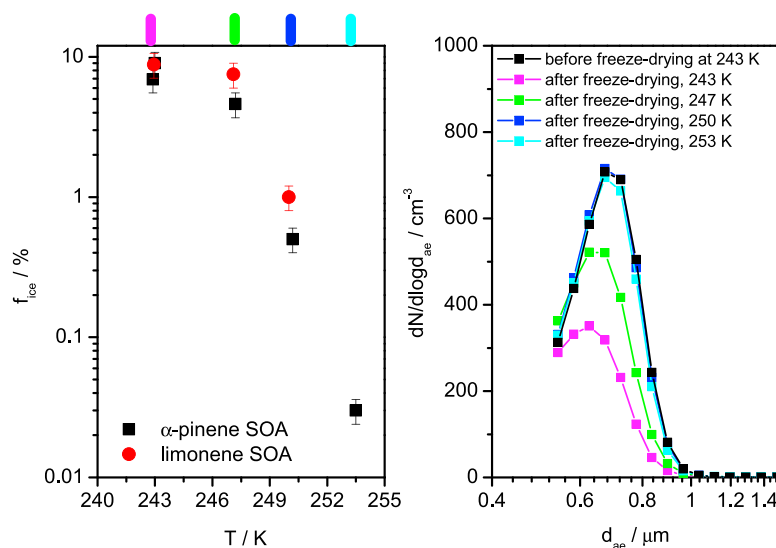 10
1
0.1
0.01
f_ice / %
α-pinene SOA
limonene SOA
240 243 246 249 252 255
T / K
1000
800
600
400
200
0
dN/dlogd_ae / cm⁻³
before freeze-drying at 243 K
after freeze-drying, 243 K
after freeze-drying, 247 K
after freeze-drying, 250 K
after freeze-drying, 253 K
0.4 0.6 0.8 1 1.2 1.4
d_ae / μm